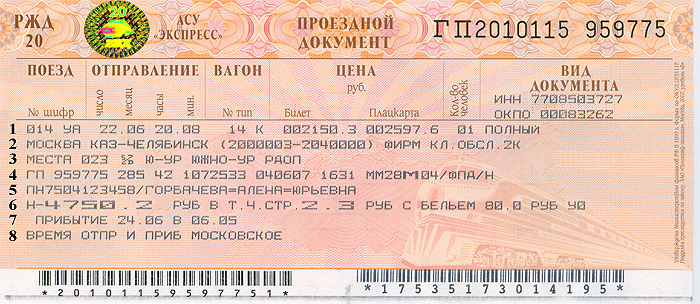 РЖД АСУ ПРОЕЗДНОЙ ГП2010115 959775
20 «ЭКСПРЕСС» ДОКУМЕНТ
ПОЕЗД ОТПРАВЛЕНИЕ ВАГОН ЦЕНА ВИД
руб. ДОКУМЕНТА
№ шифр число месяц часы мин. № тип Билет Плацкарта Кол-во человек ИНН 7708503727
ОКПО 00083262
1 014 УА 22.06 20.08 14 К 002150.3 002597.6 01 ПОЛНЫЙ
2 МОСКВА КАЗ-ЧЕЛЯБИНСК (2000003-2040000) ФИРМ КЛ.ОБСЛ.2К
3 МЕСТА 023 Ю-УР ЮЖНО-УР РАОП
4 ГП 959775 285 42 1072533 040607 1631 ММ28М04/ФПА/Н
5 ПН7504123458/ГОРБАЧЕВА=АЛЕНА=ЮРЬЕВНА
6 Н-4750.2 РУБ В Т.Ч.СТР.2.3 РУБ С БЕЛЬЕМ 80.0 РУБ У0
7 ПРИБЫТИЕ 24.06 В 06.05
8 ВРЕМЯ ОТПР И ПРИБ МОСКОВСКОЕ
*20101159597751* *17535173014195*